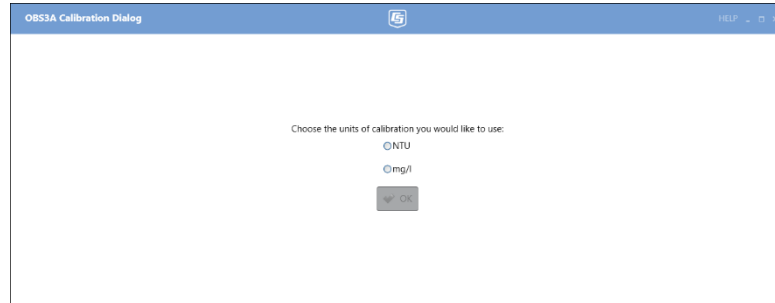 OBS3A Calibration Dialog
HELP
Choose the units of calibration you would like to use:
NTU
mg/l
OK